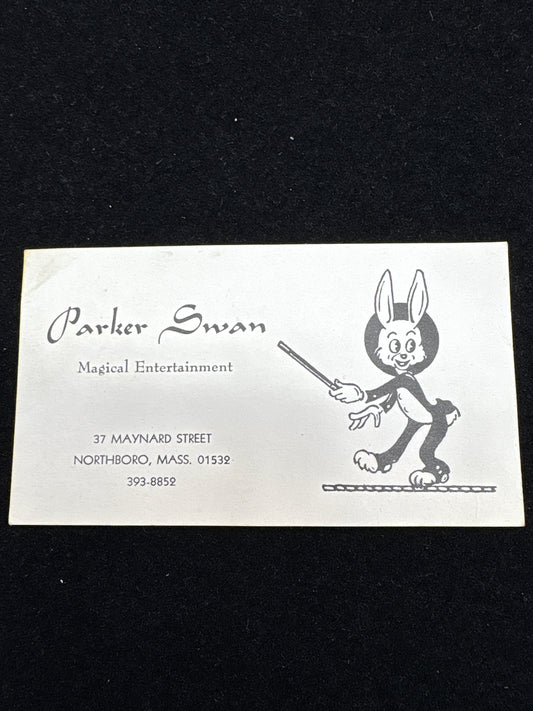 Parker Swan
Magical Entertainment
37 MAYNARD STREET
NORTHBORO, MASS. 01532
393-8852